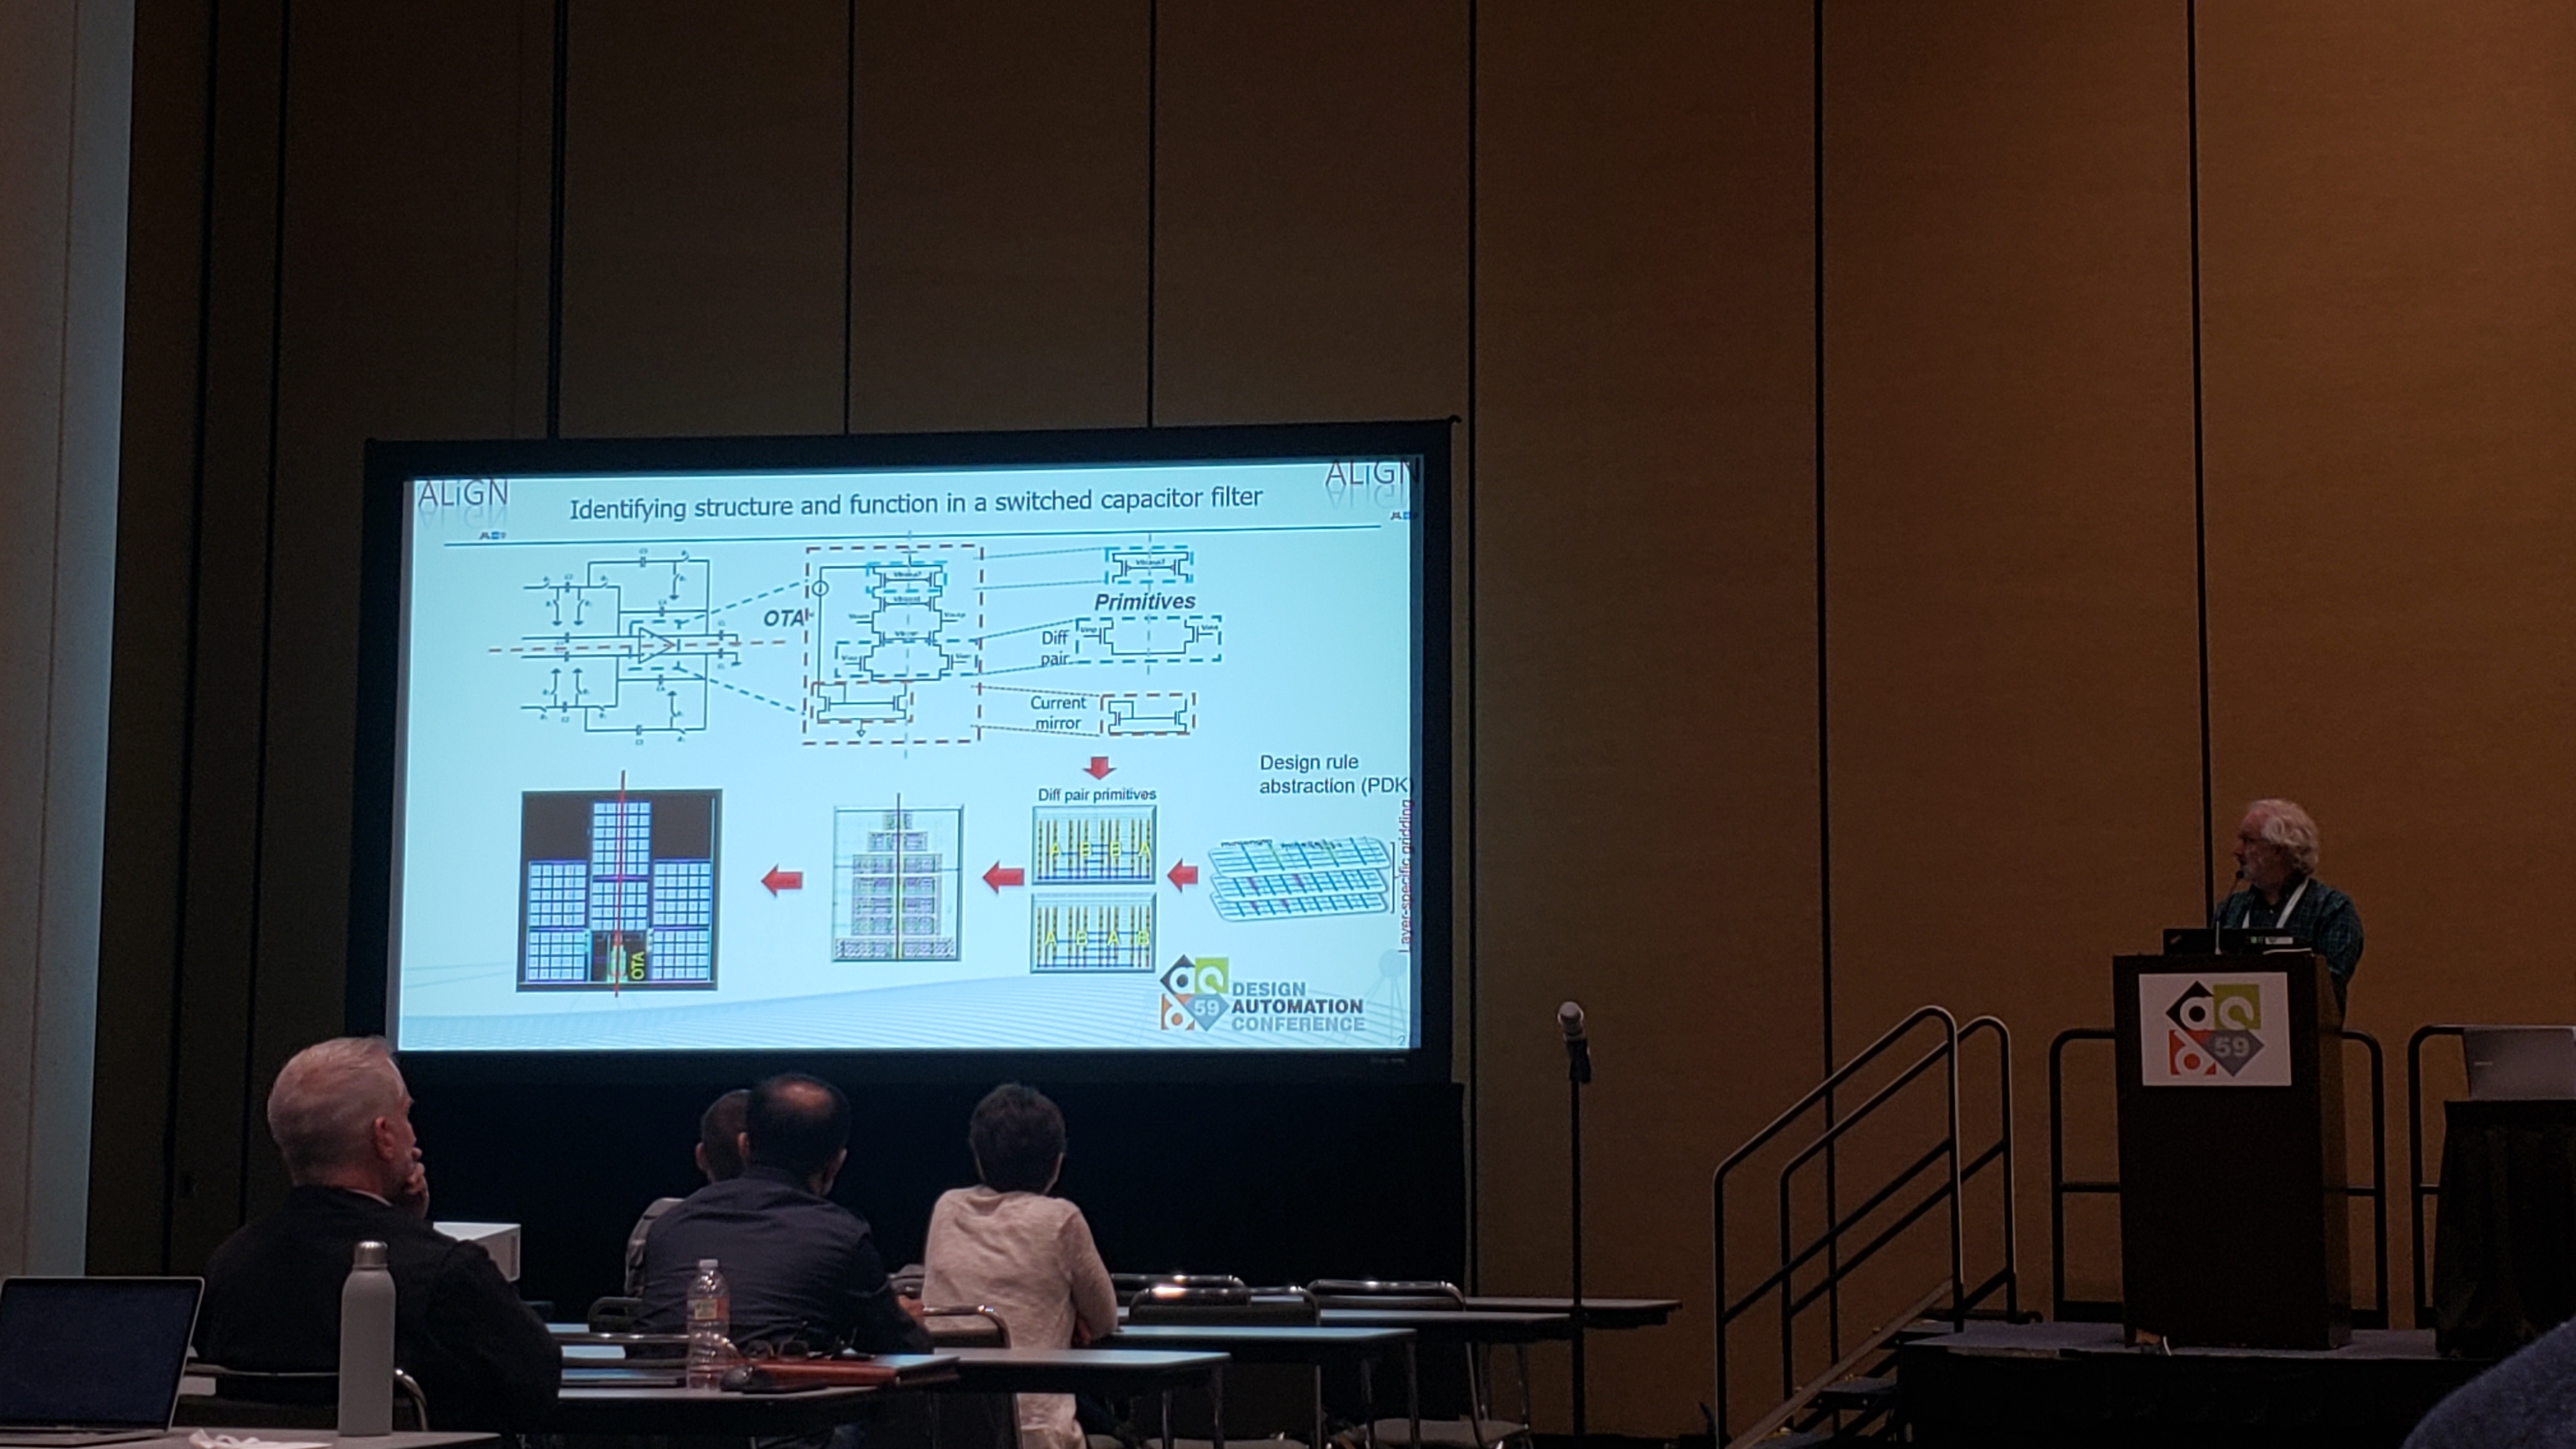 ALiGN
ALiGN
Identifying structure and function in a switched capacitor filter
OTA
Primitives
Diff
pair
Current
mirror
Design rule
abstraction (PDK)
Diff pair primitives
A B B A
A B A B
Layer-specific gridding
OTA
59
DESIGN
AUTOMATION
CONFERENCE
2
59